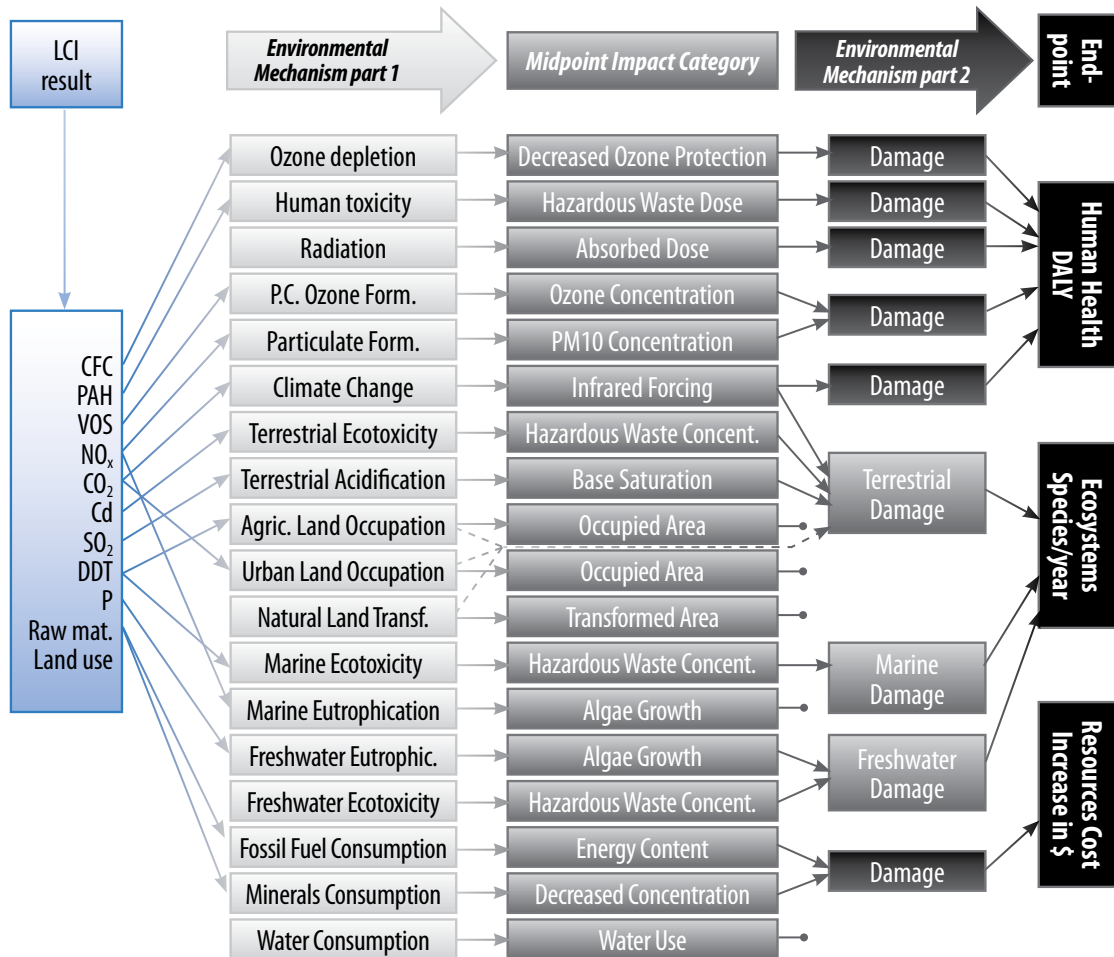 LCI
result
Environmental
Mechanism part 1
Midpoint Impact Category
Environmental
Mechanism part 2
End-
point
CFC
PAH
VOS
NOₓ
CO₂
Cd
SO₂
DDT
P
Raw mat.
Land use
Ozone depletion
Human toxicity
Radiation
P.C. Ozone Form.
Particulate Form.
Climate Change
Terrestrial Ecotoxicity
Terrestrial Acidification
Agric. Land Occupation
Urban Land Occupation
Natural Land Transf.
Marine Ecotoxicity
Marine Eutrophication
Freshwater Eutrophic.
Freshwater Ecotoxicity
Fossil Fuel Consumption
Minerals Consumption
Water Consumption
Decreased Ozone Protection
Hazardous Waste Dose
Absorbed Dose
Ozone Concentration
PM10 Concentration
Infrared Forcing
Hazardous Waste Concent.
Base Saturation
Occupied Area
Occupied Area
Transformed Area
Hazardous Waste Concent.
Algae Growth
Algae Growth
Hazardous Waste Concent.
Energy Content
Decreased Concentration
Water Use
Damage
Damage
Damage
Damage
Damage
Terrestrial
Damage
Marine
Damage
Freshwater
Damage
Damage
Human Health
DALY
Ecosystems
Species/year
Resources Cost
Increase in $